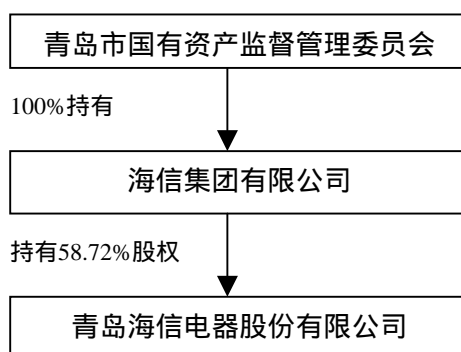 青岛市国有资产监督管理委员会
100%持有
海信集团有限公司
持有58.72%股权
青岛海信电器股份有限公司